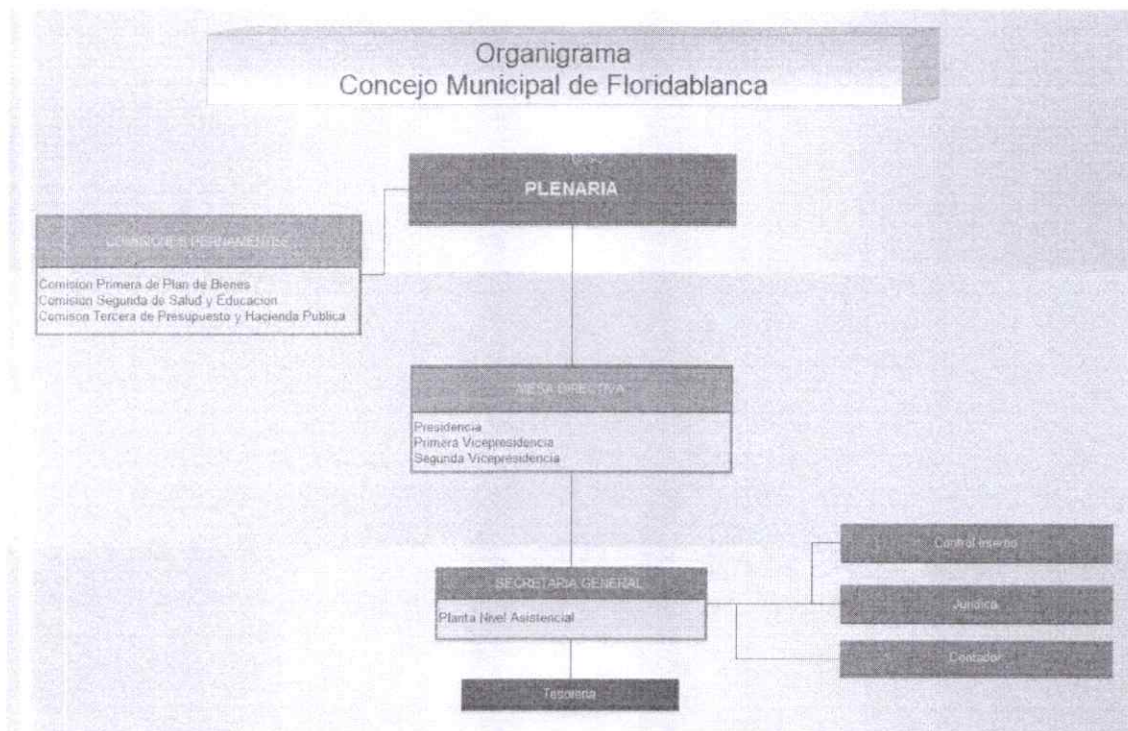 Organigrama
Concejo Municipal de Floridablanca
PLENARIA
COMISIONES PERNAMENTES
Comision Primera de Plan de Bienes
Comision Segunda de Salud y Educacion
Comison Tercera de Presupuesto y Hacienda Publica
MESA DIRECTIVA
Presidencia
Primera Vicepresidencia
Segunda Vicepresidencia
SECRETARIA GENERAL
Planta Nivel Asistencial
Control Interno
Juridica
Contador
Tesoreria